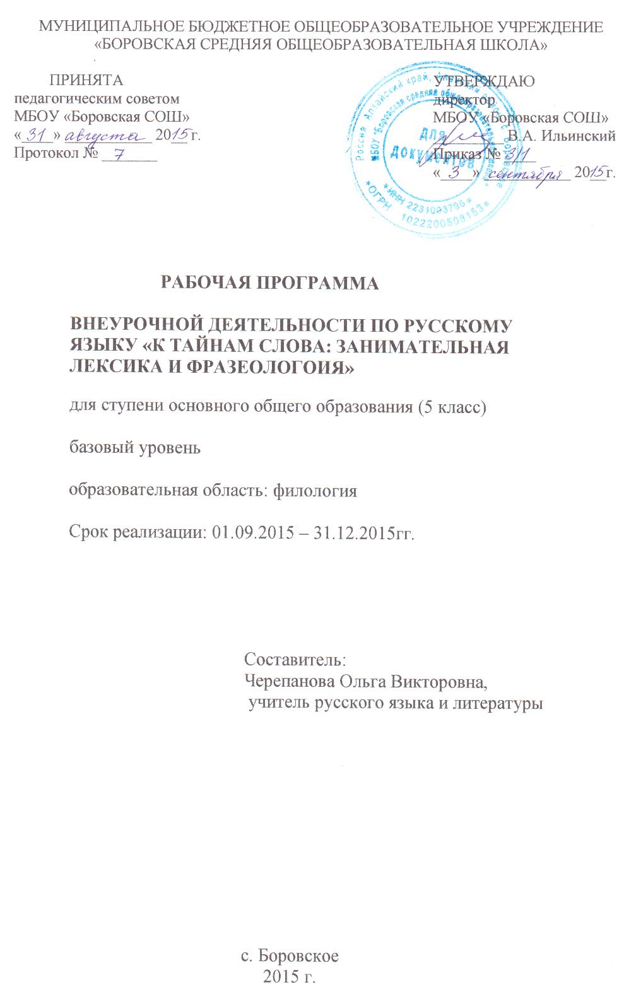 МУНИЦИПАЛЬНОЕ БЮДЖЕТНОЕ ОБЩЕОБРАЗОВАТЕЛЬНОЕ УЧРЕЖДЕНИЕ
«БОРОВСКАЯ СРЕДНЯЯ ОБЩЕОБРАЗОВАТЕЛЬНАЯ ШКОЛА»
ПРИНЯТА
педагогическим советом
МБОУ «Боровская СОШ»
«31» августа 2015г.
Протокол № 7
УТВЕРЖДАЮ
директор
МБОУ «Боровская СОШ»
В.А. Ильинский
Приказ № 3/1
«3» сентября 2015г.
Россия Алтайский край,
МБОУ "Боровская средняя общеобразовательная школа"
ДЛЯ
ДОКУМЕНТОВ
*ИНН 2231003796*
*ОГРН 1022200508153*
РАБОЧАЯ ПРОГРАММА
ВНЕУРОЧНОЙ ДЕЯТЕЛЬНОСТИ ПО РУССКОМУ
ЯЗЫКУ «К ТАЙНАМ СЛОВА: ЗАНИМАТЕЛЬНАЯ
ЛЕКСИКА И ФРАЗЕОЛОГОИЯ»
для ступени основного общего образования (5 класс)
базовый уровень
образовательная область: филология
Срок реализации: 01.09.2015 – 31.12.2015гг.
Составитель:
Черепанова Ольга Викторовна,
учитель русского языка и литературы
с. Боровское
2015 г.